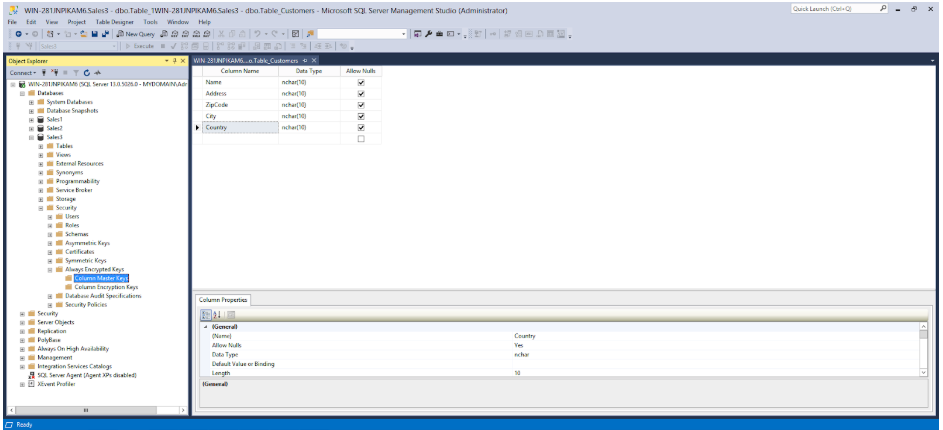 WIN-281JNPIKAM6.Sales3 - dbo.Table_1WIN-281JNPIKAM6.Sales3 - dbo.Table_Customers - Microsoft SQL Server Management Studio (Administrator)
Quick Launch (Ctrl+Q)
File Edit View Project Table Designer Tools Window Help
New Query
Sales1
Execute
Object Explorer
WIN-281JNPIKAM6....o.Table_Customers
Connect
Column Name Data Type Allow Nulls
WIN-281JNPIKAM6 (SQL Server 13.0.5026.0 - MYDOMAIN\Adr
Name nchar(10)
Address nchar(10)
ZipCode nchar(10)
City nchar(10)
Country nchar(10)
Databases
System Databases
Database Snapshots
Sales1
Sales2
Sales3
Tables
Views
External Resources
Synonyms
Programmability
Service Broker
Storage
Security
Users
Roles
Schemas
Asymmetric Keys
Certificates
Symmetric Keys
Always Encrypted Keys
Column Master Keys
Column Encryption Keys
Database Audit Specifications
Security Policies
Security
Server Objects
Replication
PolyBase
Always On High Availability
Management
Integration Services Catalogs
SQL Server Agent (Agent XPs disabled)
XEvent Profiler
Column Properties
(General)
(Name) Country
Allow Nulls Yes
Data Type nchar
Default Value or Binding
Length 10
(General)
Ready